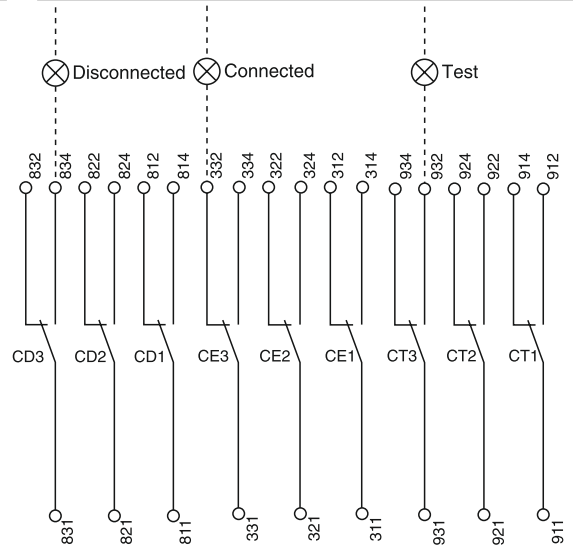 Disconnected Connected Test
832 834 822 824 812 814 332 334 322 324 312 314 934 932 924 922 914 912
CD3 CD2 CD1 CE3 CE2 CE1 CT3 CT2 CT1
831 821 811 331 321 311 931 921 911